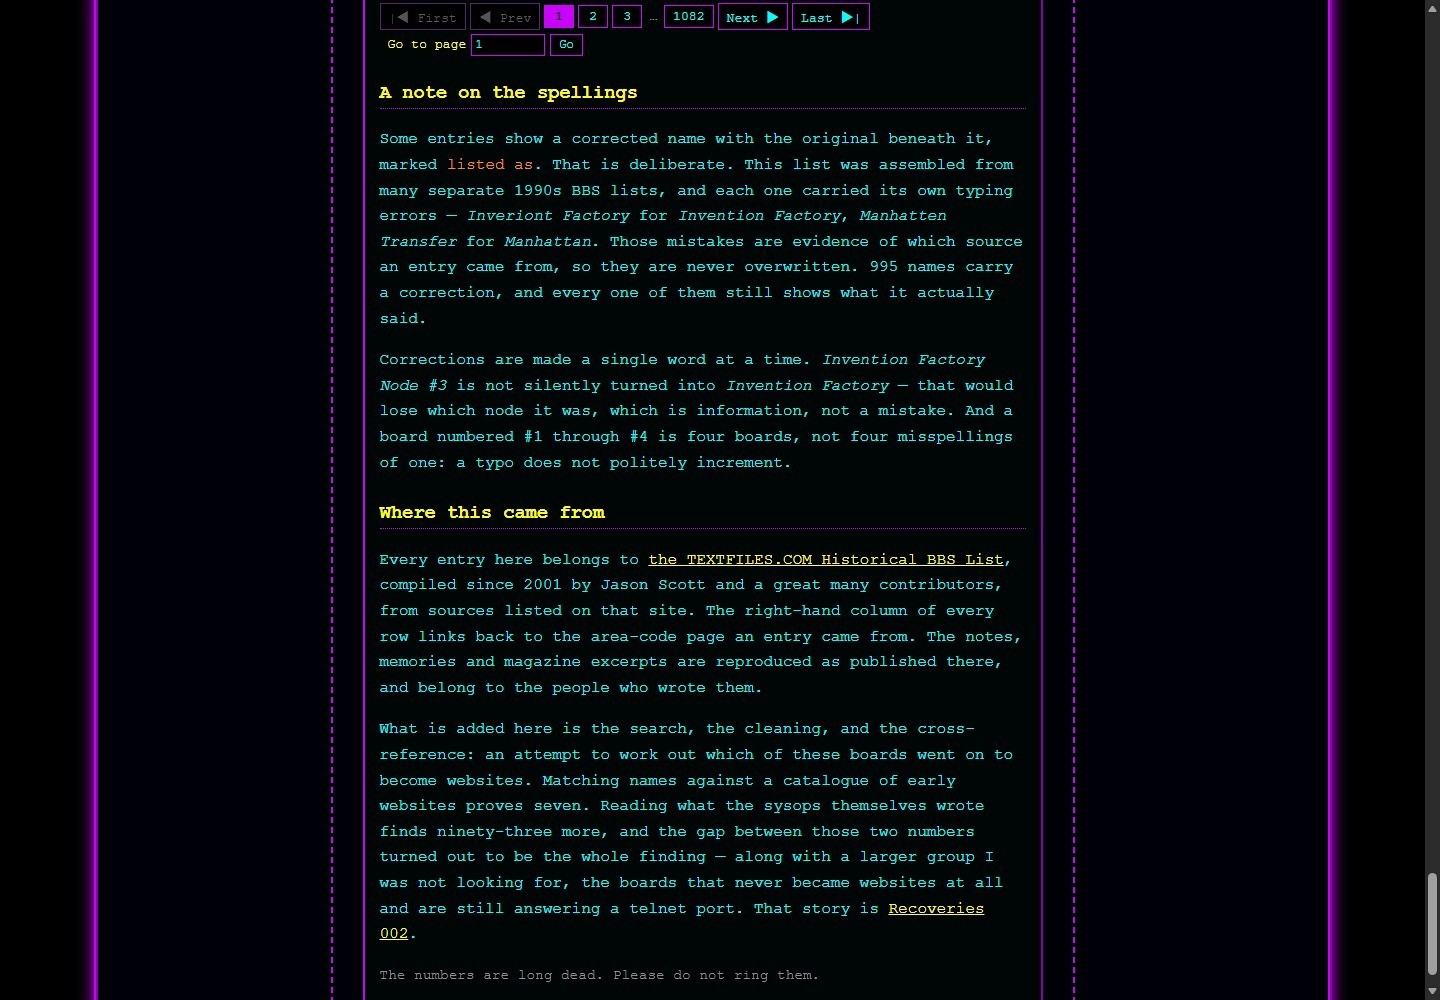 |◀ First ◀ Prev 1 2 3 … 1082 Next ▶ Last ▶|
Go to page 1 Go
A note on the spellings
Some entries show a corrected name with the original beneath it,
marked listed as. That is deliberate. This list was assembled from
many separate 1990s BBS lists, and each one carried its own typing
errors — Inveriont Factory for Invention Factory, Manhatten
Transfer for Manhattan. Those mistakes are evidence of which source
an entry came from, so they are never overwritten. 995 names carry
a correction, and every one of them still shows what it actually
said.
Corrections are made a single word at a time. Invention Factory
Node #3 is not silently turned into Invention Factory — that would
lose which node it was, which is information, not a mistake. And a
board numbered #1 through #4 is four boards, not four misspellings
of one: a typo does not politely increment.
Where this came from
Every entry here belongs to the TEXTFILES.COM Historical BBS List,
compiled since 2001 by Jason Scott and a great many contributors,
from sources listed on that site. The right-hand column of every
row links back to the area-code page an entry came from. The notes,
memories and magazine excerpts are reproduced as published there,
and belong to the people who wrote them.
What is added here is the search, the cleaning, and the cross-
reference: an attempt to work out which of these boards went on to
become websites. Matching names against a catalogue of early
websites proves seven. Reading what the sysops themselves wrote
finds ninety-three more, and the gap between those two numbers
turned out to be the whole finding — along with a larger group I
was not looking for, the boards that never became websites at all
and are still answering a telnet port. That story is Recoveries
002.
The numbers are long dead. Please do not ring them.